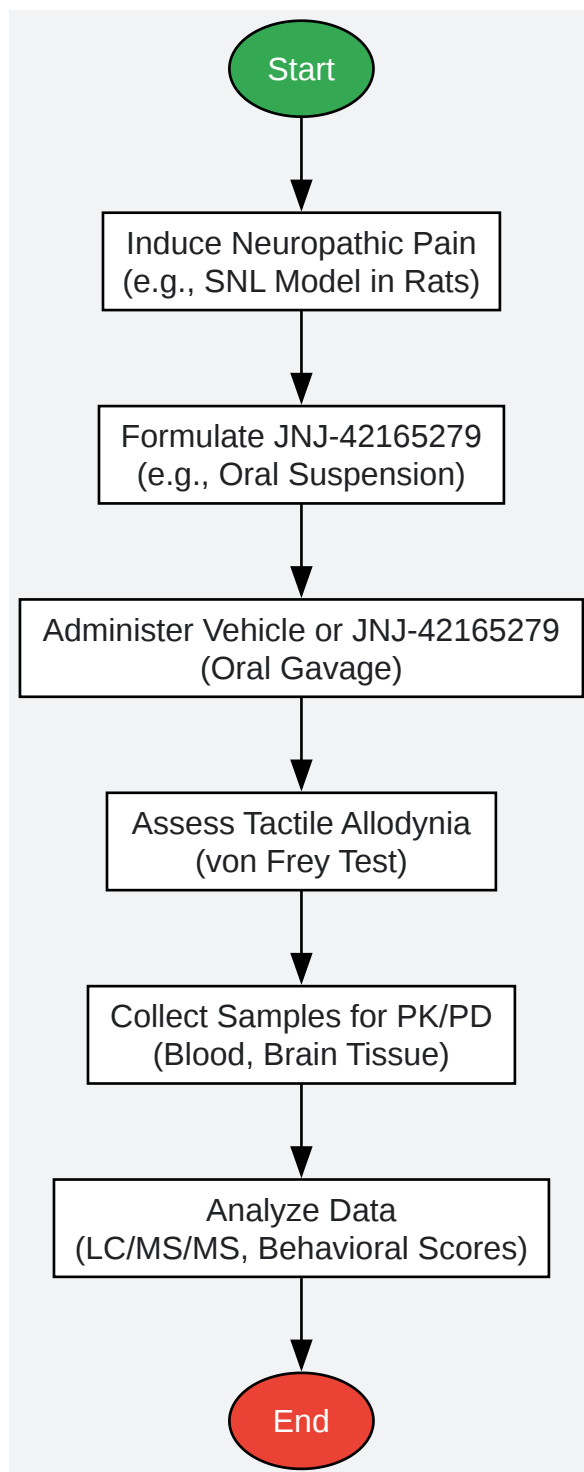 Start
Induce Neuropathic Pain
(e.g., SNL Model in Rats)
Formulate JNJ-42165279
(e.g., Oral Suspension)
Administer Vehicle or JNJ-42165279
(Oral Gavage)
Assess Tactile Allodynia
(von Frey Test)
Collect Samples for PK/PD
(Blood, Brain Tissue)
Analyze Data
(LC/MS/MS, Behavioral Scores)
End